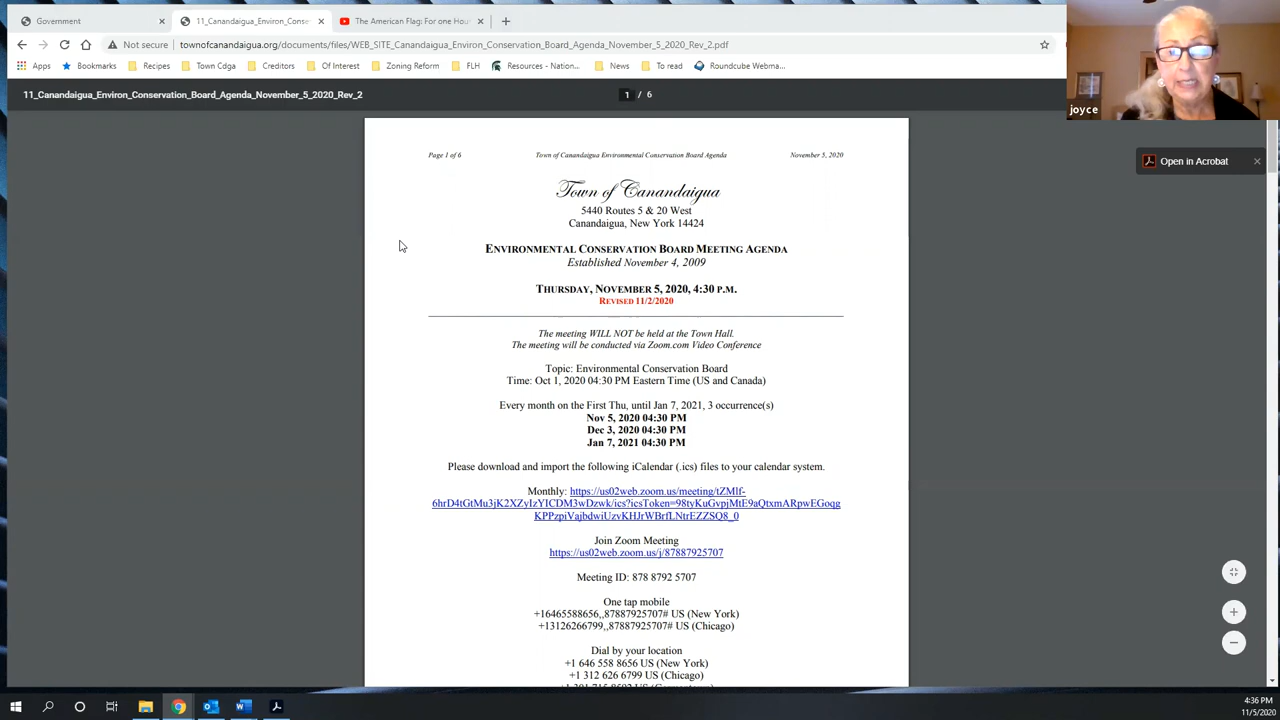 Government
11_Canandaigua_Environ_Conse
The American Flag: For one Hou
Not secure
townofcanandaigua.org/documents/files/WEB_SITE_Canandaigua_Environ_Conservation_Board_Agenda_November_5_2020_Rev_2.pdf
Apps Bookmarks Recipes Town Cdga Creditors Of Interest Zoning Reform FLH Resources - Nation... News To read Roundcube Webma...
joyce
11_Canandaigua_Environ_Conservation_Board_Agenda_November_5_2020_Rev_2
1 / 6
Open in Acrobat
Page 1 of 6 Town of Canandaigua Environmental Conservation Board Agenda November 5, 2020
Town of Canandaigua
5440 Routes 5 & 20 West
Canandaigua, New York 14424
ENVIRONMENTAL CONSERVATION BOARD MEETING AGENDA
Established November 4, 2009
THURSDAY, NOVEMBER 5, 2020, 4:30 P.M.
REVISED 11/2/2020
The meeting WILL NOT be held at the Town Hall.
The meeting will be conducted via Zoom.com Video Conference
Topic: Environmental Conservation Board
Time: Oct 1, 2020 04:30 PM Eastern Time (US and Canada)
Every month on the First Thu, until Jan 7, 2021, 3 occurrence(s)
Nov 5, 2020 04:30 PM
Dec 3, 2020 04:30 PM
Jan 7, 2021 04:30 PM
Please download and import the following iCalendar (.ics) files to your calendar system.
Monthly: https://us02web.zoom.us/meeting/tZMlf-
6hrD4tGtMu3jK2XZyIzYICDM3wDzwk/ics?icsToken=98tyKuGvpjMtE9aQtxmARpwEGoqg
KPPzpiVajbdwiUzvKHJrWBrfLNtrEZZSQ8_0
Join Zoom Meeting
https://us02web.zoom.us/j/87887925707
Meeting ID: 878 8792 5707
One tap mobile
+16465588656,,87887925707# US (New York)
+13126266799,,87887925707# US (Chicago)
Dial by your location
+1 646 558 8656 US (New York)
+1 312 626 6799 US (Chicago)
4:36 PM
11/5/2020